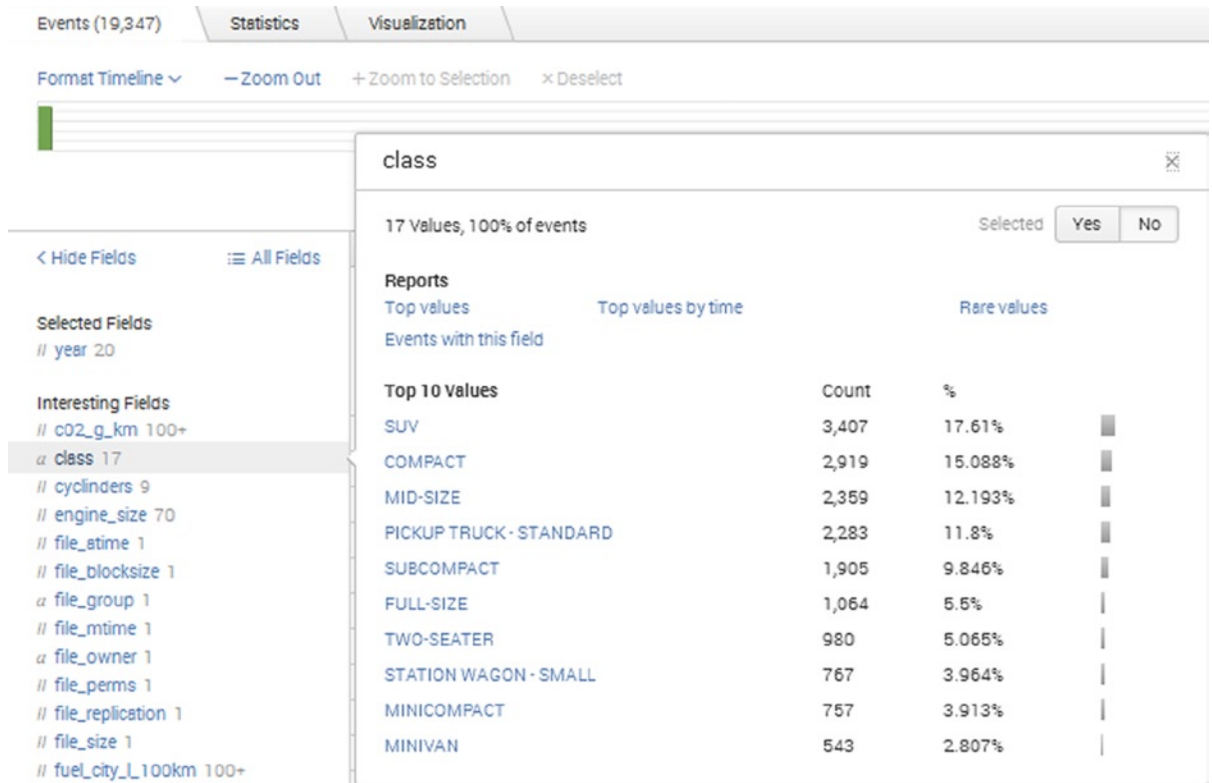 Events (19,347) Statistics Visualization
Format Timeline — Zoom Out + Zoom to Selection × Deselect
class
17 Values, 100% of events Selected Yes No
< Hide Fields All Fields
Reports
Top values Top values by time Rare values
Events with this field
Selected Fields
# year 20
Top 10 Values Count %
Interesting Fields
SUV 3,407 17.61%
# c02_g_km 100+
a class 17
COMPACT 2,919 15.088%
# cyclinders 9
MID-SIZE 2,359 12.193%
# engine_size 70
PICKUP TRUCK - STANDARD 2,283 11.8%
# file_atime 1
# file_blocksize 1
SUBCOMPACT 1,905 9.846%
a file_group 1
FULL-SIZE 1,064 5.5%
# file_mtime 1
TWO-SEATER 980 5.065%
a file_owner 1
STATION WAGON - SMALL 767 3.964%
# file_perms 1
# file_replication 1
MINICOMPACT 757 3.913%
# file_size 1
MINIVAN 543 2.807%
# fuel_city_l_100km 100+